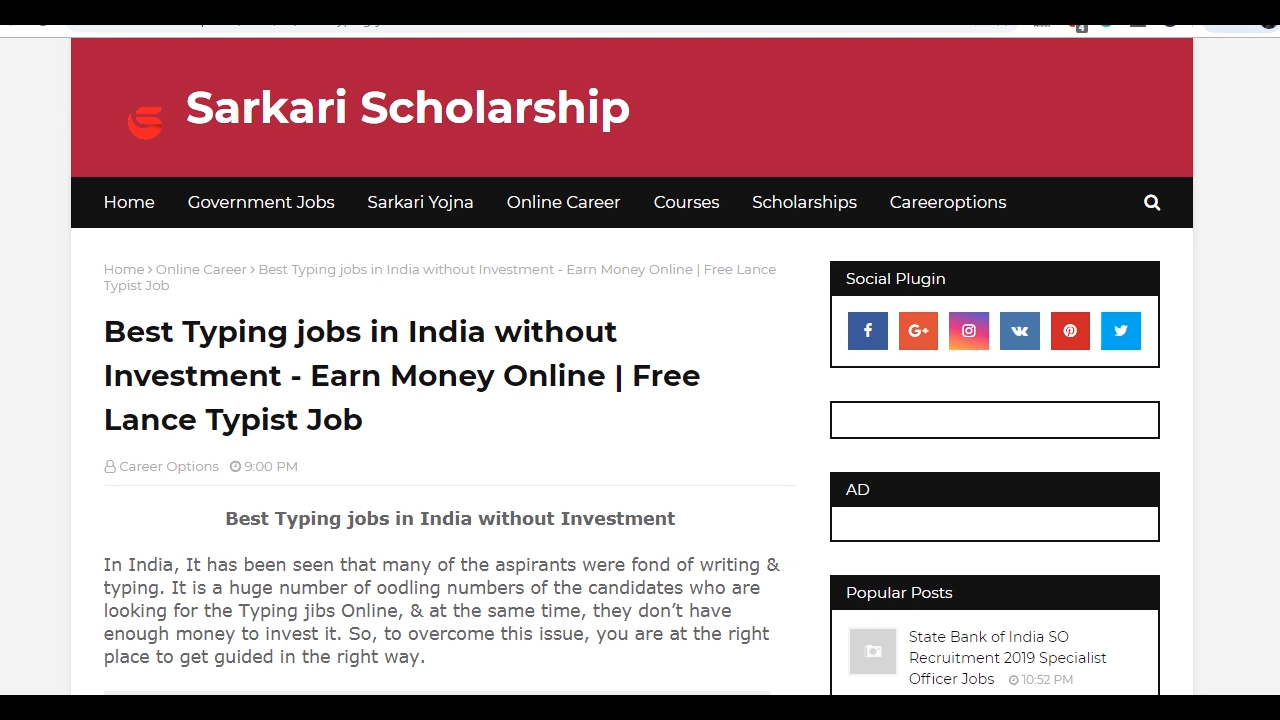 4
Sarkari Scholarship
Home Government Jobs Sarkari Yojna Online Career Courses Scholarships Careeroptions
Home > Online Career > Best Typing jobs in India without Investment - Earn Money Online | Free Lance
Typist Job
Best Typing jobs in India without
Investment - Earn Money Online | Free
Lance Typist Job
Career Options 9:00 PM
Best Typing jobs in India without Investment
In India, It has been seen that many of the aspirants were fond of writing &
typing. It is a huge number of oodling numbers of the candidates who are
looking for the Typing jibs Online, & at the same time, they don’t have
enough money to invest it. So, to overcome this issue, you are at the right
place to get guided in the right way.
Social Plugin
AD
Popular Posts
State Bank of India SO
Recruitment 2019 Specialist
Officer Jobs 10:52 PM